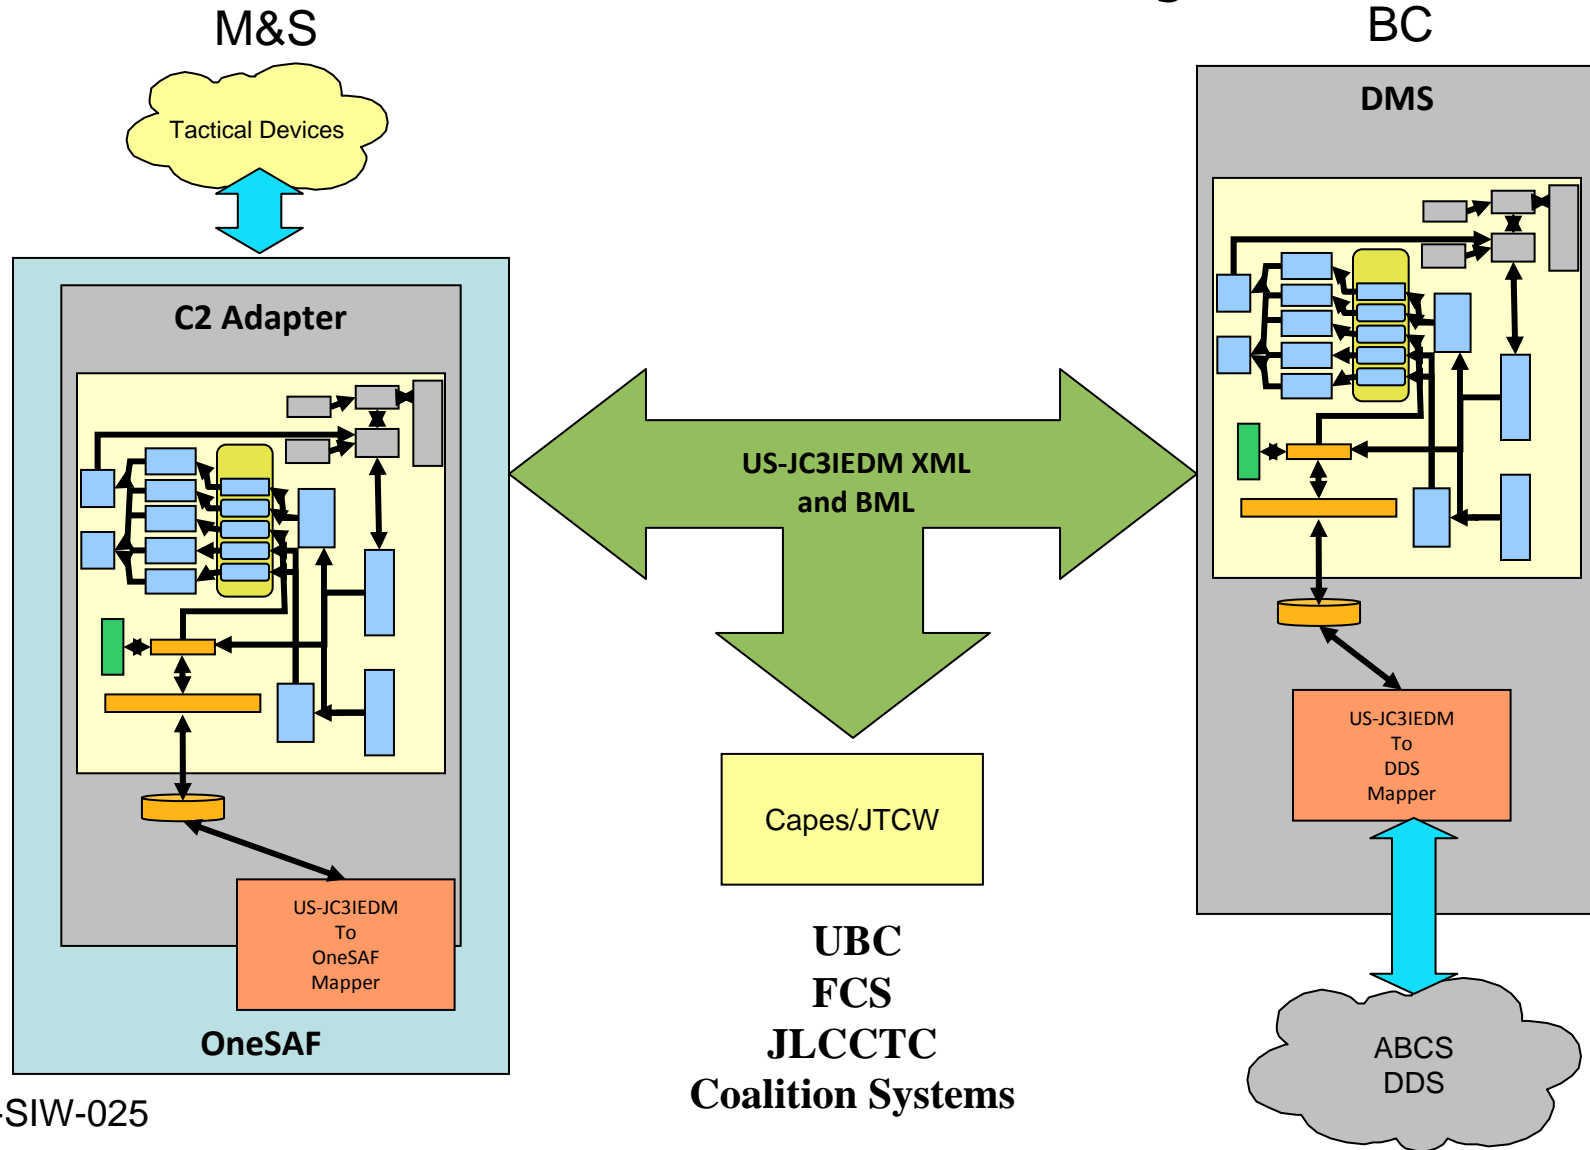 M&S
BC
Tactical Devices
DMS
C2 Adapter
US-JC3IEDM XML
and BML
US-JC3IEDM
To
DDS
Mapper
Capes/JTCW
US-JC3IEDM
To
OneSAF
Mapper
OneSAF
UBC
FCS
JLCCTC
Coalition Systems
ABCS
DDS
-SIW-025